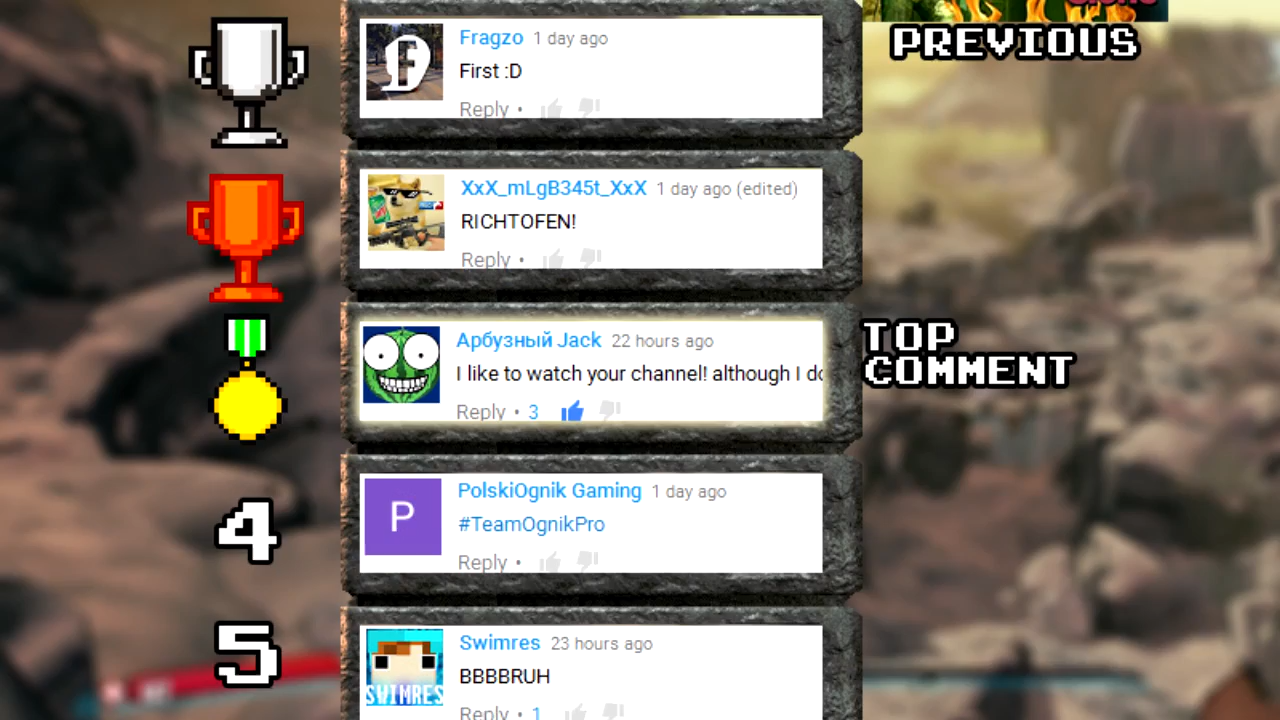 PREVIOUS
Fragzo 1 day ago
First :D
Reply •
XxX_mLgB345t_XxX 1 day ago (edited)
RICHTOFEN!
Reply •
Арбузный Jack 22 hours ago
I like to watch your channel! although I do
Reply • 3
TOP
COMMENT
4
P
PolskiOgnik Gaming 1 day ago
#TeamOgnikPro
Reply •
5
SWIMRES
Swimres 23 hours ago
BBBBRUH
Reply • 1